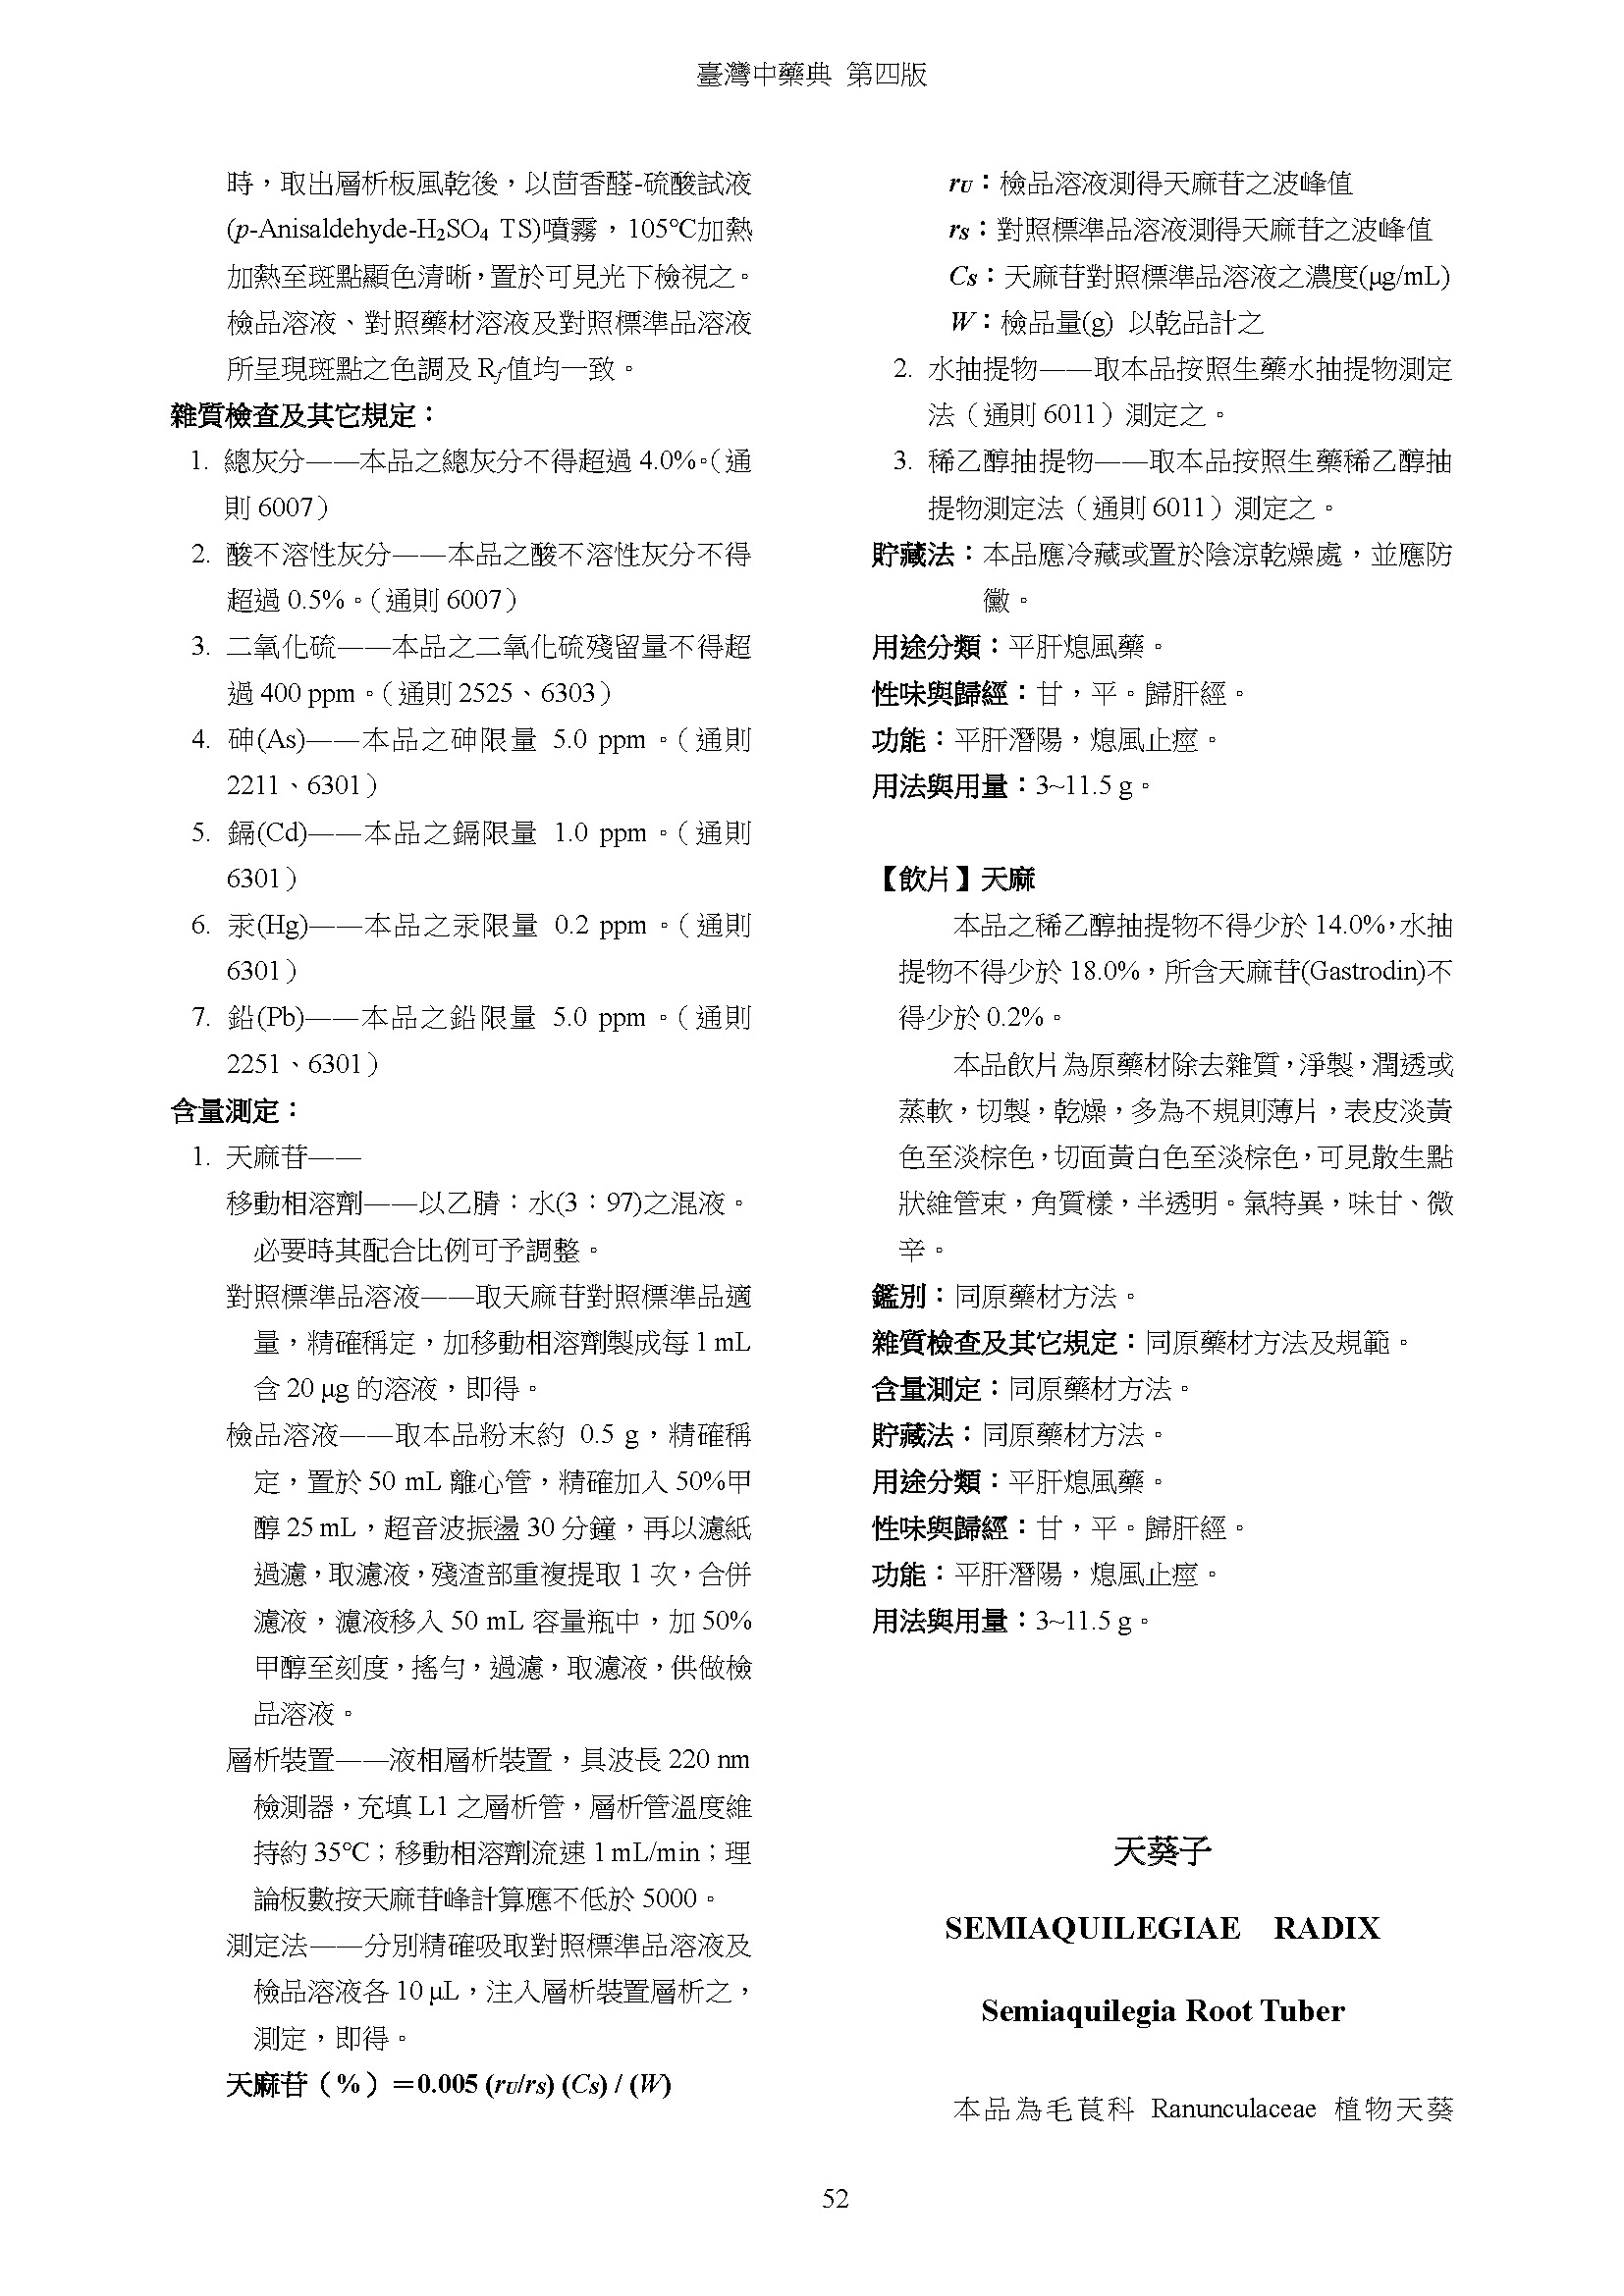 臺灣中藥典 第四版
時，取出層析板風乾後，以茴香醛-硫酸試液
(p-Anisaldehyde-H₂SO₄ TS)噴霧，105℃加熱
加熱至斑點顯色清晰，置於可見光下檢視之。
檢品溶液、對照藥材溶液及對照標準品溶液
所呈現斑點之色調及 Rf值均一致。
雜質檢查及其它規定：
1. 總灰分——本品之總灰分不得超過 4.0%。（通
則 6007）
2. 酸不溶性灰分——本品之酸不溶性灰分不得
超過 0.5%。（通則 6007）
3. 二氧化硫——本品之二氧化硫殘留量不得超
過 400 ppm。（通則 2525、6303）
4. 砷(As)——本品之砷限量 5.0 ppm。（通則
2211、6301）
5. 鎘(Cd)——本品之鎘限量 1.0 ppm。（通則
6301）
6. 汞(Hg)——本品之汞限量 0.2 ppm。（通則
6301）
7. 鉛(Pb)——本品之鉛限量 5.0 ppm。（通則
2251、6301）
含量測定：
1. 天麻苷——
移動相溶劑——以乙腈：水(3：97)之混液。
必要時其配合比例可予調整。
對照標準品溶液——取天麻苷對照標準品適
量，精確稱定，加移動相溶劑製成每 1 mL
含 20 μg 的溶液，即得。
檢品溶液——取本品粉末約 0.5 g，精確稱
定，置於 50 mL 離心管，精確加入 50%甲
醇 25 mL，超音波振盪 30 分鐘，再以濾紙
過濾，取濾液，殘渣部重複提取 1 次，合併
濾液，濾液移入 50 mL 容量瓶中，加 50%
甲醇至刻度，搖勻，過濾，取濾液，供做檢
品溶液。
層析裝置——液相層析裝置，具波長 220 nm
檢測器，充填 L1 之層析管，層析管溫度維
持約 35℃；移動相溶劑流速 1 mL/min；理
論板數按天麻苷峰計算應不低於 5000。
測定法——分別精確吸取對照標準品溶液及
檢品溶液各 10 μL，注入層析裝置層析之，
測定，即得。
天麻苷（%）＝0.005 (rU/rS) (CS) / (W)
rU：檢品溶液測得天麻苷之波峰值
rS：對照標準品溶液測得天麻苷之波峰值
CS：天麻苷對照標準品溶液之濃度(μg/mL)
W：檢品量(g) 以乾品計之
2. 水抽提物——取本品按照生藥水抽提物測定
法（通則 6011）測定之。
3. 稀乙醇抽提物——取本品按照生藥稀乙醇抽
提物測定法（通則 6011）測定之。
貯藏法：本品應冷藏或置於陰涼乾燥處，並應防
黴。
用途分類：平肝熄風藥。
性味與歸經：甘，平。歸肝經。
功能：平肝潛陽，熄風止痙。
用法與用量：3~11.5 g。
【飲片】天麻
本品之稀乙醇抽提物不得少於 14.0%，水抽
提物不得少於 18.0%，所含天麻苷(Gastrodin)不
得少於 0.2%。
本品飲片為原藥材除去雜質，淨製，潤透或
蒸軟，切製，乾燥，多為不規則薄片，表皮淡黃
色至淡棕色，切面黃白色至淡棕色，可見散生點
狀維管束，角質樣，半透明。氣特異，味甘、微
辛。
鑑別：同原藥材方法。
雜質檢查及其它規定：同原藥材方法及規範。
含量測定：同原藥材方法。
貯藏法：同原藥材方法。
用途分類：平肝熄風藥。
性味與歸經：甘，平。歸肝經。
功能：平肝潛陽，熄風止痙。
用法與用量：3~11.5 g。
天葵子
SEMIAQUILEGIAE RADIX
Semiaquilegia Root Tuber
本品為毛茛科 Ranunculaceae 植物天葵
52